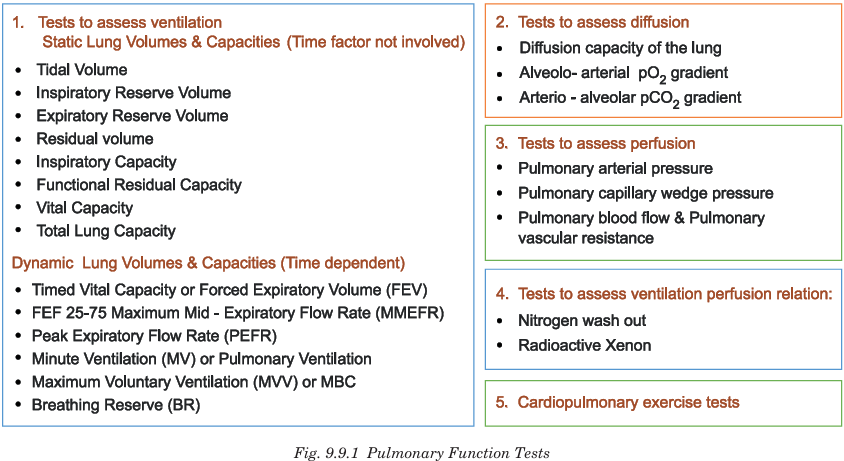 1. Tests to assess ventilation
Static Lung Volumes & Capacities (Time factor not involved)
• Tidal Volume
• Inspiratory Reserve Volume
• Expiratory Reserve Volume
• Residual volume
• Inspiratory Capacity
• Functional Residual Capacity
• Vital Capacity
• Total Lung Capacity
Dynamic Lung Volumes & Capacities (Time dependent)
• Timed Vital Capacity or Forced Expiratory Volume (FEV)
• FEF 25-75 Maximum Mid - Expiratory Flow Rate (MMEFR)
• Peak Expiratory Flow Rate (PEFR)
• Minute Ventilation (MV) or Pulmonary Ventilation
• Maximum Voluntary Ventilation (MVV) or MBC
• Breathing Reserve (BR)
2. Tests to assess diffusion
• Diffusion capacity of the lung
• Alveolo- arterial pO₂ gradient
• Arterio - alveolar pCO₂ gradient
3. Tests to assess perfusion
• Pulmonary arterial pressure
• Pulmonary capillary wedge pressure
• Pulmonary blood flow & Pulmonary
vascular resistance
4. Tests to assess ventilation perfusion relation:
• Nitrogen wash out
• Radioactive Xenon
5. Cardiopulmonary exercise tests
Fig. 9.9.1 Pulmonary Function Tests